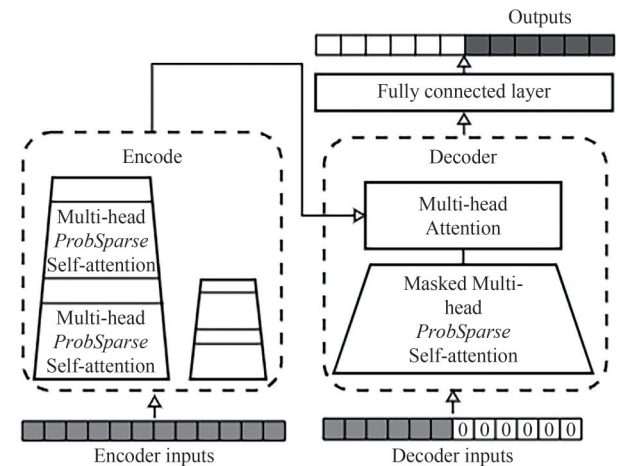 Outputs
Fully connected layer
Encode
Multi-head
ProbSparse
Self-attention
Multi-head
ProbSparse
Self-attention
Encoder inputs
Decoder
Multi-head
Attention
Masked Multi-
head
ProbSparse
Self-attention
0 0 0 0 0 0
Decoder inputs